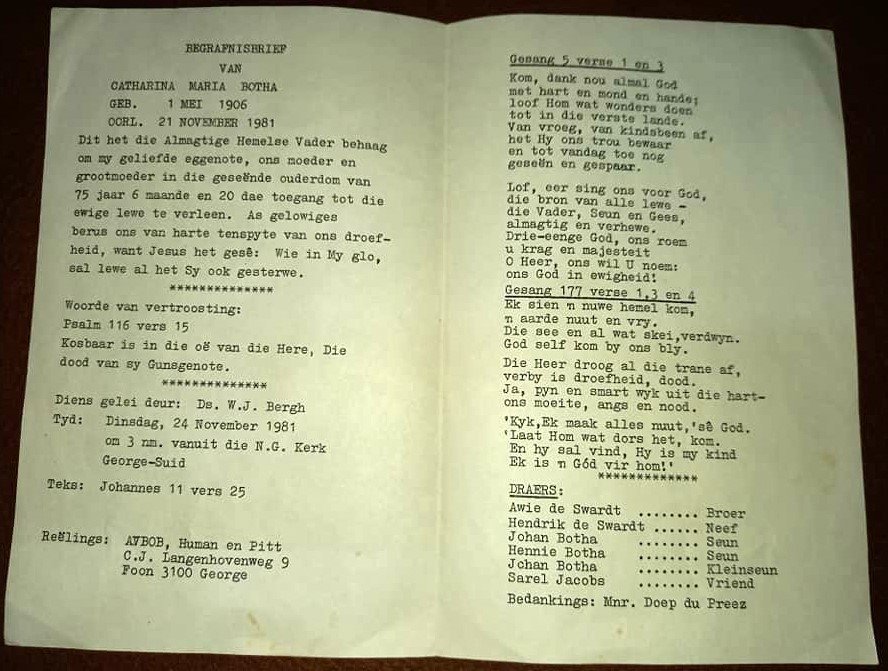 BEGRAFNISBRIEF
VAN
CATHARINA MARIA BOTHA
GEB. 1 MEI 1906
OORL. 21 NOVEMBER 1981
Dit het die Almagtige Hemelse Vader behaag
om my geliefde eggenote, ons moeder en
grootmoeder in die geseënde ouderdom van
75 jaar 6 maande en 20 dae toegang tot die
ewige lewe te verleen. As gelowiges
berus ons van harte tenspyte van ons droef-
heid, want Jesus het gesê: Wie in My glo,
sal lewe al het Sy ook gesterwe.
**************
Woorde van vertroosting:
Psalm 116 vers 15
Kosbaar is in die oë van die Here, Die
dood van sy Gunsgenote.
**************
Diens gelei deur: Ds. W.J. Bergh
Tyd: Dinsdag, 24 November 1981
om 3 nm. vanuit die N.G. Kerk
George-Suid
Teks: Johannes 11 vers 25
Reëlings: AVBOB, Human en Pitt
C.J. Langenhovenweg 9
Foon 3100 George
Gesang 5 verse 1 en 3
Kom, dank nou almal God
met hart en mond en hande;
loof Hom wat wonders doen
tot in die verste lande.
Van vroeg, van kindsbeen af,
het Hy ons trou bewaar
en tot vandag toe nog
geseën en gespaar.
Lof, eer sing ons voor God,
die bron van alle lewe –
die Vader, Seun en Gees,
almagtig en verhewe.
Drie-eenge God, ons roem
u krag en majesteit
O Heer, ons wil U noem:
ons God in ewigheid!
Gesang 177 verse 1,3 en 4
Ek sien 'n nuwe hemel kom,
'n aarde nuut en vry.
Die see en al wat skei,verdwyn.
God self kom by ons bly.
Die Heer droog al die trane af,
verby is droefheid, dood.
Ja, pyn en smart wyk uit die hart-
ons moeite, angs en nood.
'Kyk,Ek maak alles nuut,'sê God.
'Laat Hom wat dors het, kom.
En hy sal vind, Hy is my kind
Ek is 'n Gód vir hom!'
*************
DRAERS:
Awie de Swardt ........ Broer
Hendrik de Swardt ...... Neef
Johan Botha ........ Seun
Hennie Botha ........ Seun
Jchan Botha ........ Kleinseun
Sarel Jacobs ........ Vriend
Bedankings: Mnr. Doep du Preez